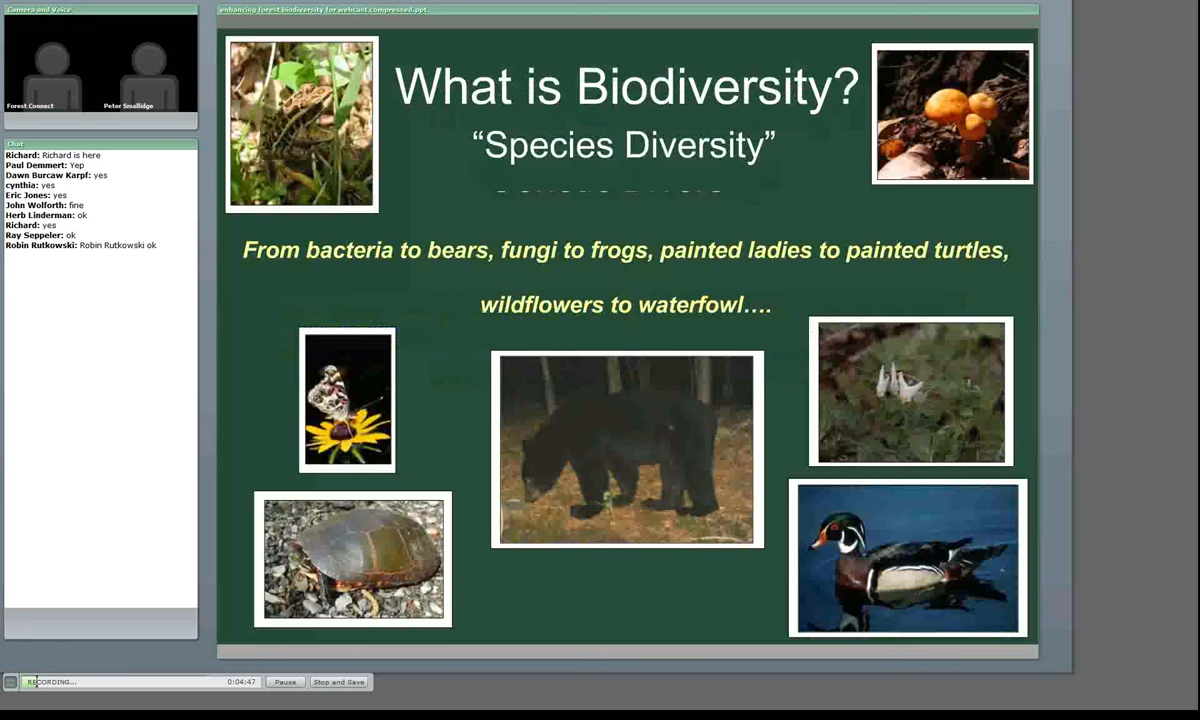 Camera and Voice
Forest Connect
Peter Smallidge
Chat
Richard: Richard is here
Paul Demmert: Yep
Dawn Burcaw Karpf: yes
cynthia: yes
Eric Jones: yes
John Wolforth: fine
Herb Linderman: ok
Richard: yes
Ray Seppeler: ok
Robin Rutkowski: Robin Rutkowski ok
enhancing forest biodiversity for webcast compressed.ppt
What is Biodiversity?
“Species Diversity”
From bacteria to bears, fungi to frogs, painted ladies to painted turtles,
wildflowers to waterfowl….
RECORDING...
0:04:47
Pause
Stop and Save